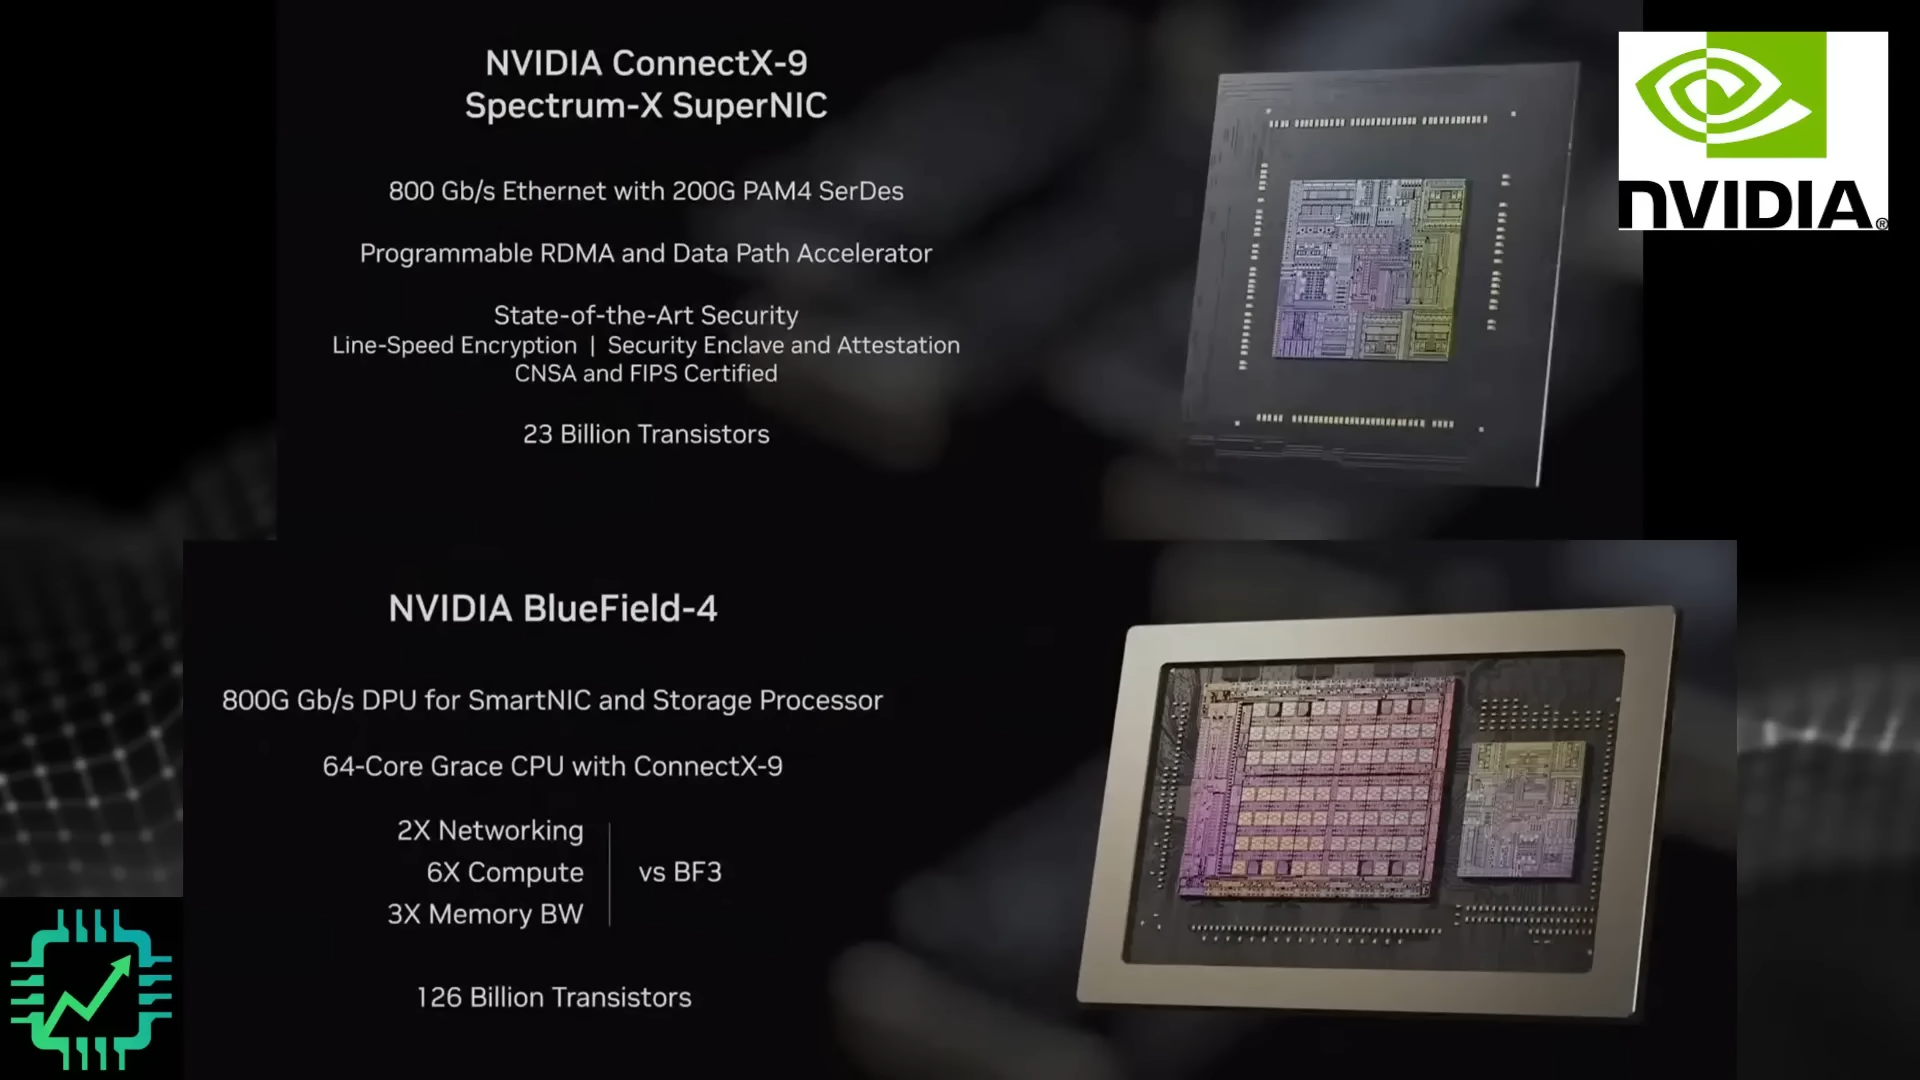 NVIDIA ConnectX-9
Spectrum-X SuperNIC
800 Gb/s Ethernet with 200G PAM4 SerDes
Programmable RDMA and Data Path Accelerator
State-of-the-Art Security
Line-Speed Encryption | Security Enclave and Attestation
CNSA and FIPS Certified
23 Billion Transistors
nVIDIA®
NVIDIA BlueField-4
800G Gb/s DPU for SmartNIC and Storage Processor
64-Core Grace CPU with ConnectX-9
2X Networking
6X Compute
vs BF3
3X Memory BW
126 Billion Transistors